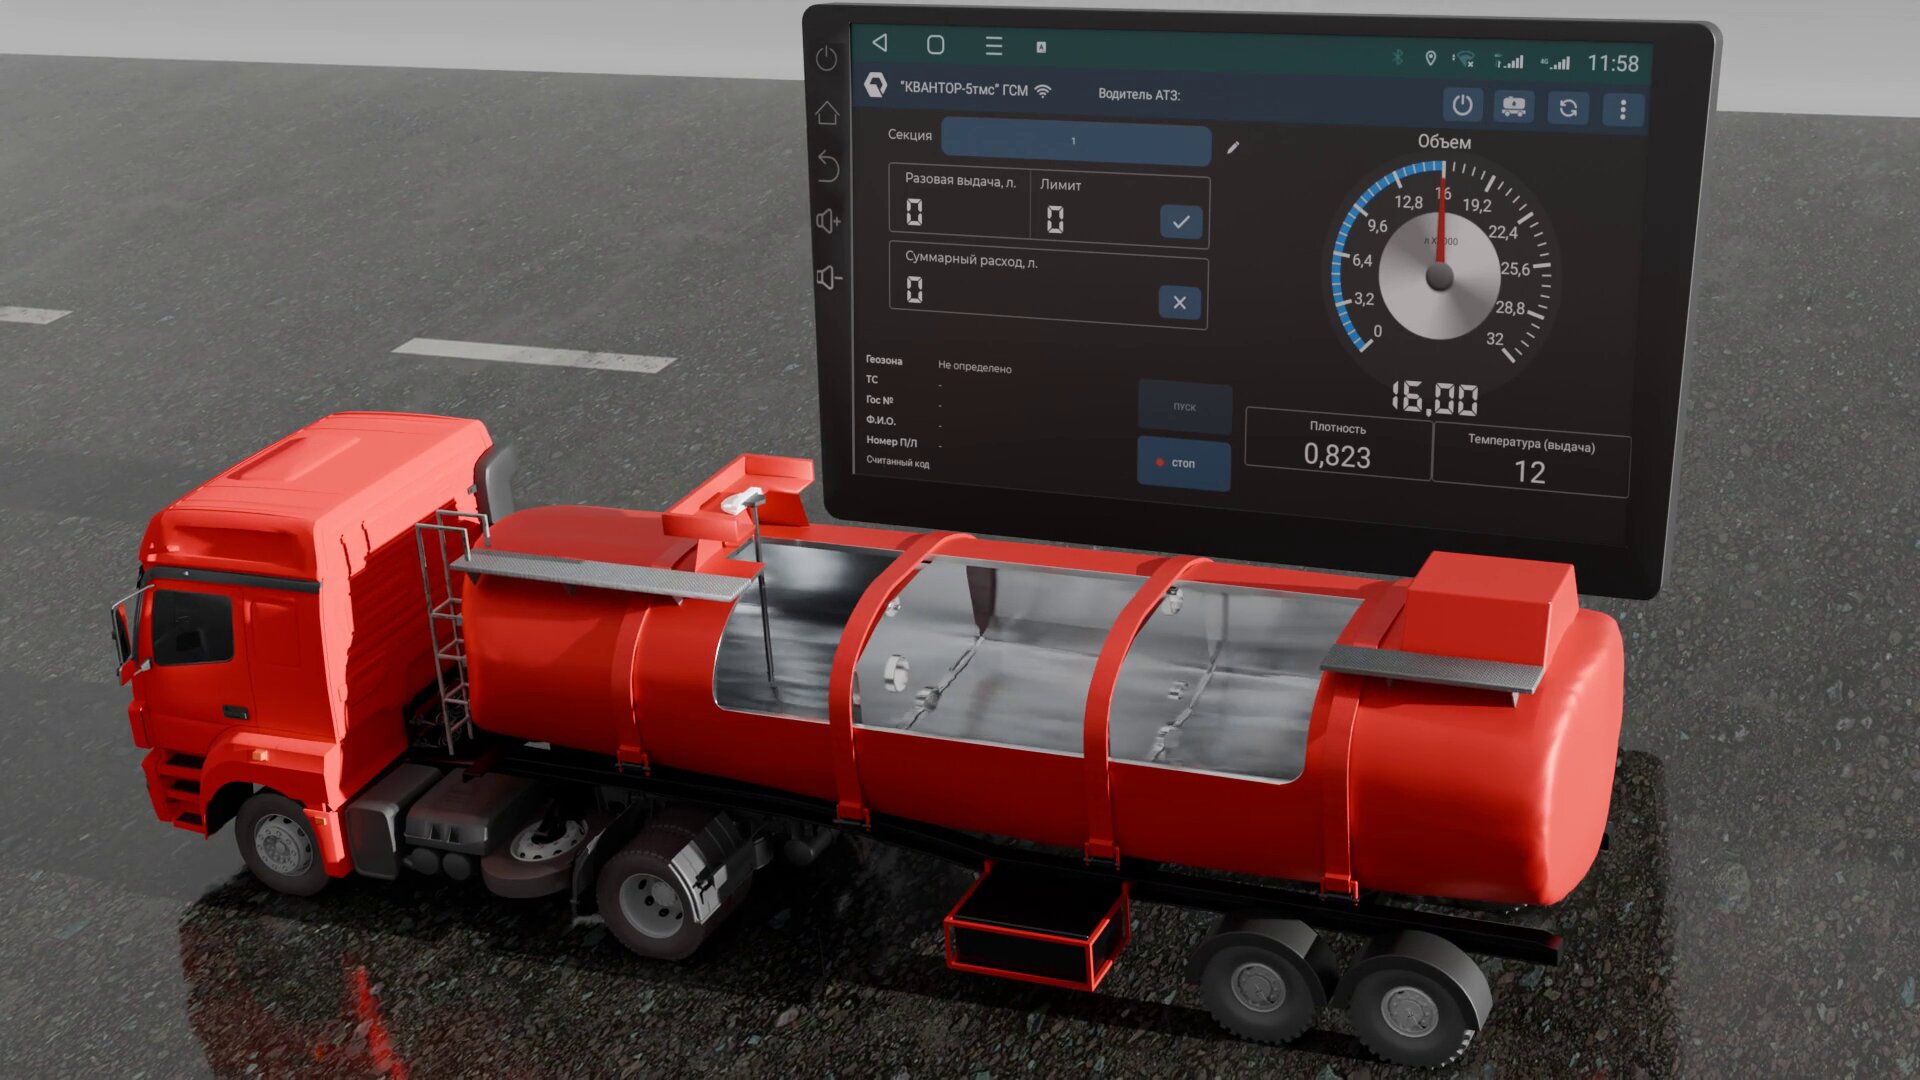 A
4G
11:58
"КВАНТОР-5тмс" ГСМ
Водитель АТЗ:
Секция
1
Разовая выдача, л.
Лимит
0
0
Суммарный расход, л.
0
Геозона
Не определено
ТС
-
Гос №
-
Ф.И.О.
-
Номер П/Л
-
Считанный код
ПУСК
СТОП
Объем
0
3,2
6,4
9,6
12,8
16
19,2
22,4
25,6
28,8
32
16,00
Плотность
0,823
Температура (выдача)
12